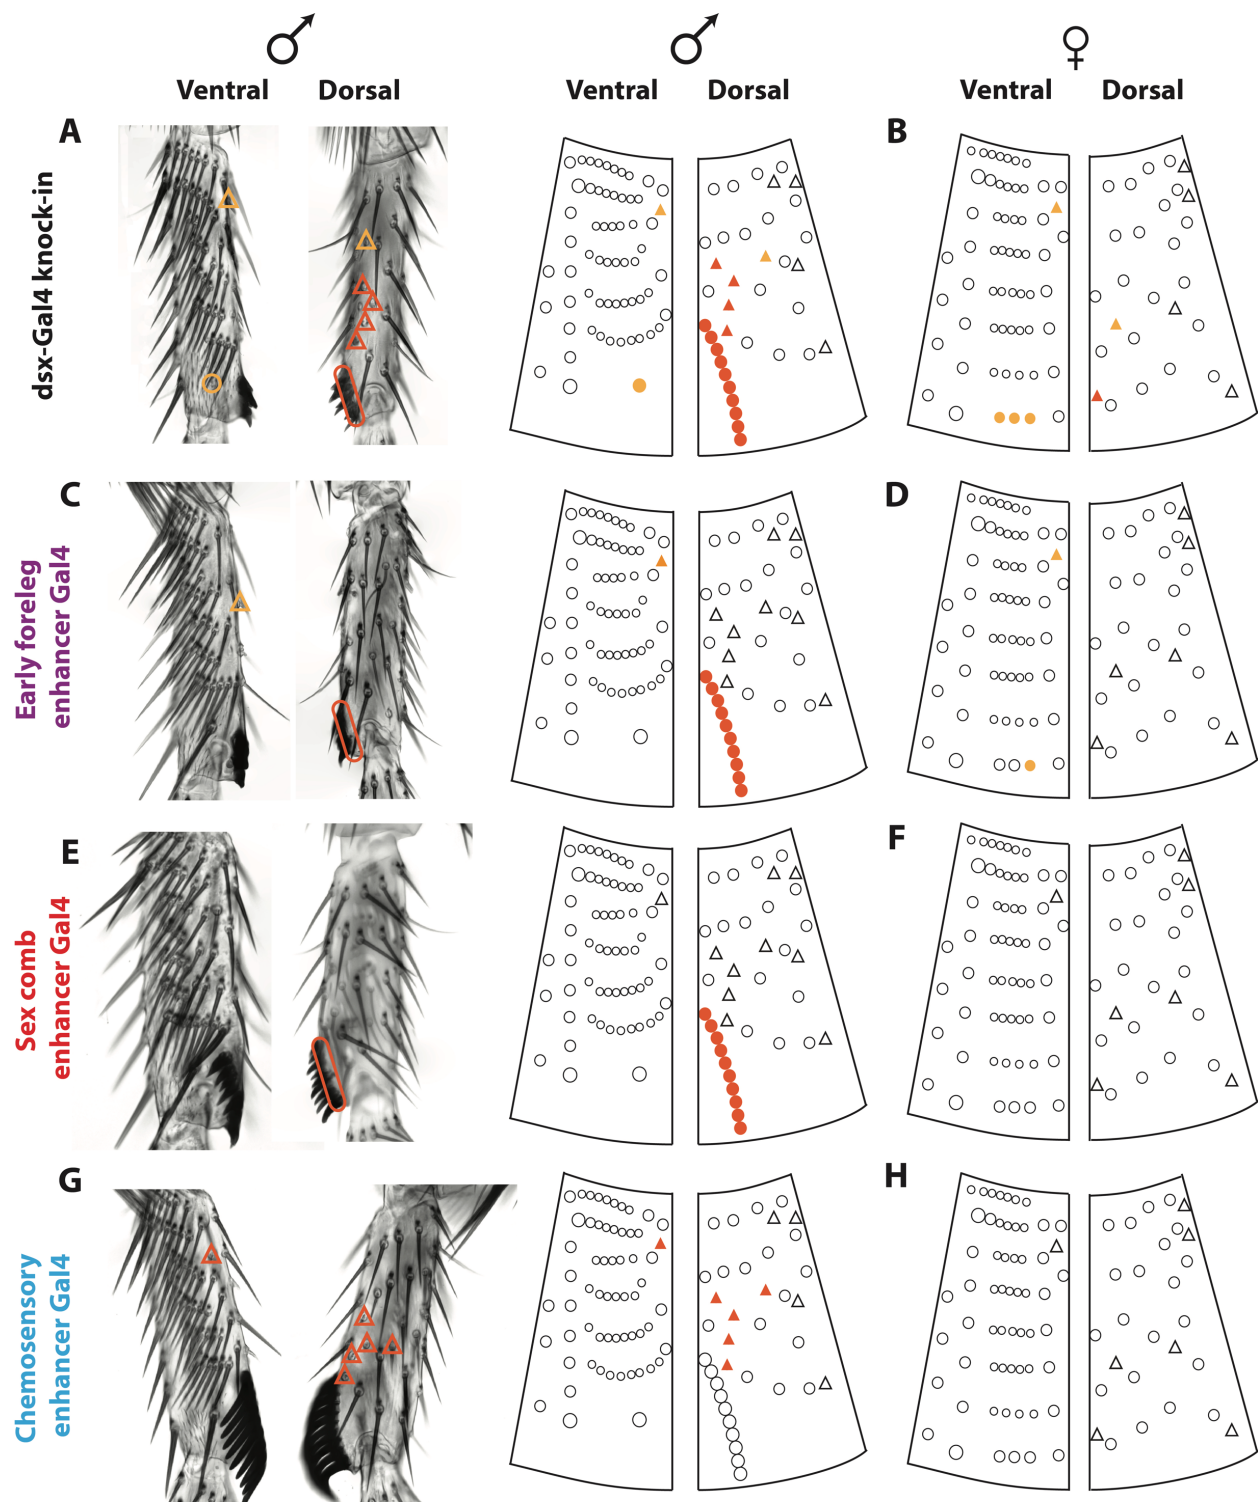 ♂ ♂ ♀
Ventral Dorsal Ventral Dorsal Ventral Dorsal
A B
dsx-Gal4 knock-in
C D
Early foreleg
enhancer Gal4
E F
Sex comb
enhancer Gal4
G H
Chemosensory
enhancer Gal4